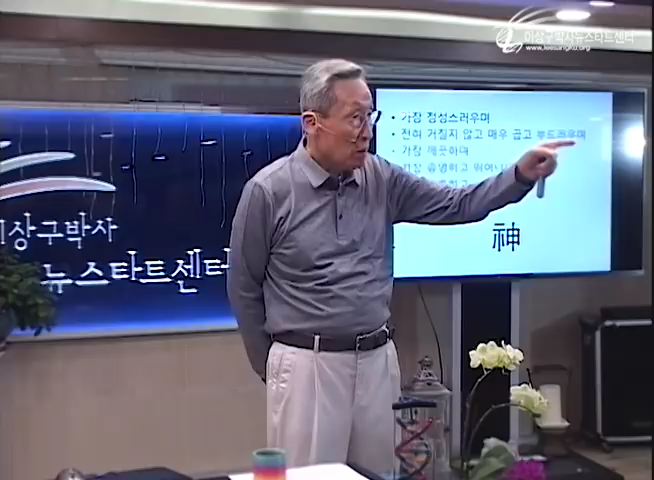 이상구박사뉴스타트센터
www.leesangku.org
• 가장 정성스러우며
• 전혀 거칠지 않고 매우 곱고 부드러우며
• 가장 깨끗하며
神
이상구박사
뉴스타트센터